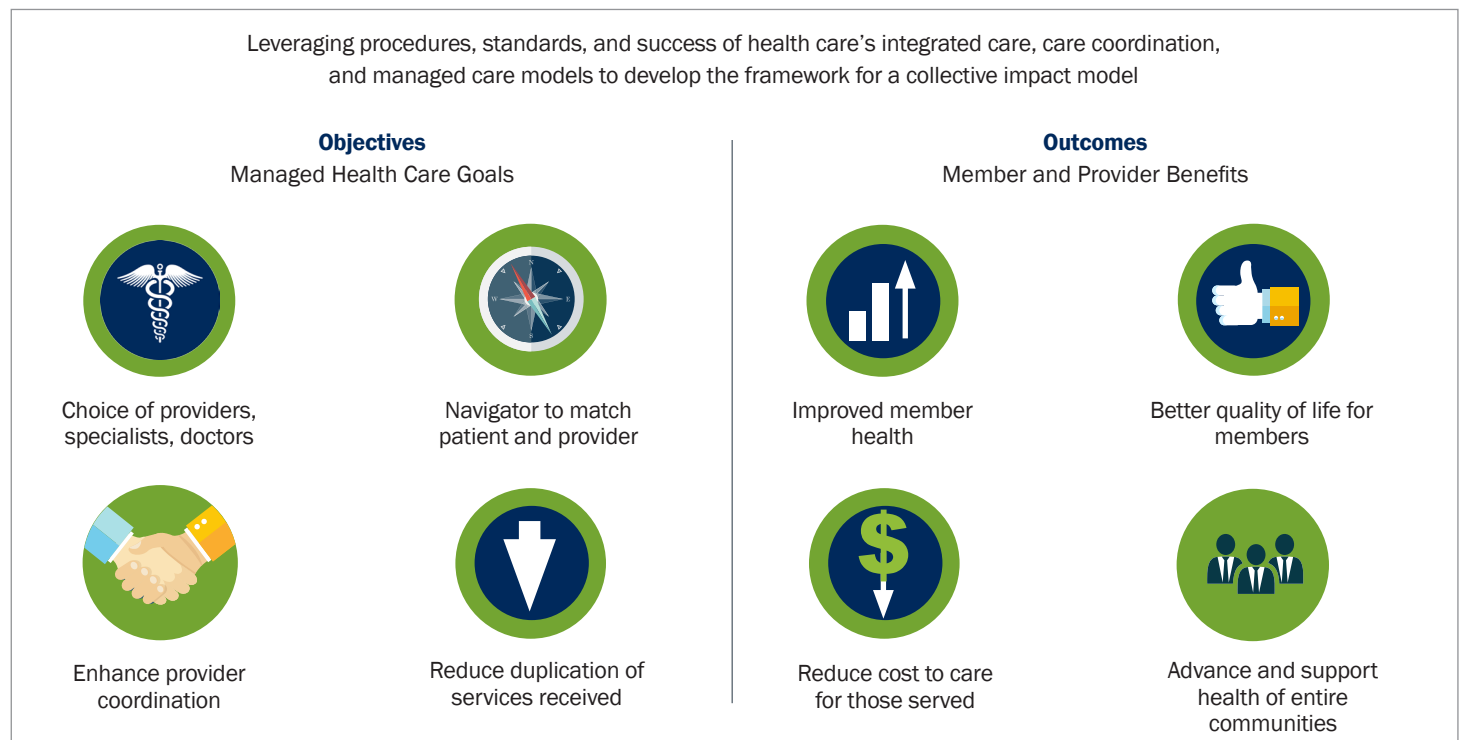 Leveraging procedures, standards, and success of health care's integrated care, care coordination,
and managed care models to develop the framework for a collective impact model
Objectives
Managed Health Care Goals
N
W
E
S
Choice of providers,
specialists, doctors
Navigator to match
patient and provider
Enhance provider
coordination
Reduce duplication of
services received
Outcomes
Member and Provider Benefits
Improved member
health
Better quality of life for
members
$
Reduce cost to care
for those served
Advance and support
health of entire
communities